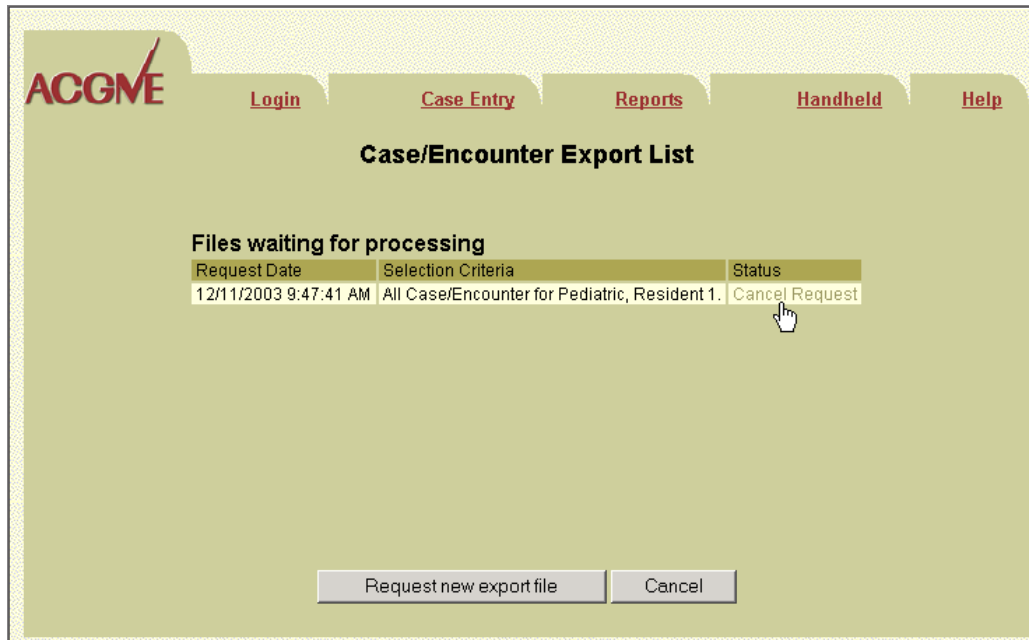 ACGME
Login Case Entry Reports Handheld Help
Case/Encounter Export List
Files waiting for processing
Request Date Selection Criteria Status
12/11/2003 9:47:41 AM All Case/Encounter for Pediatric, Resident 1. Cancel Request
Request new export file Cancel